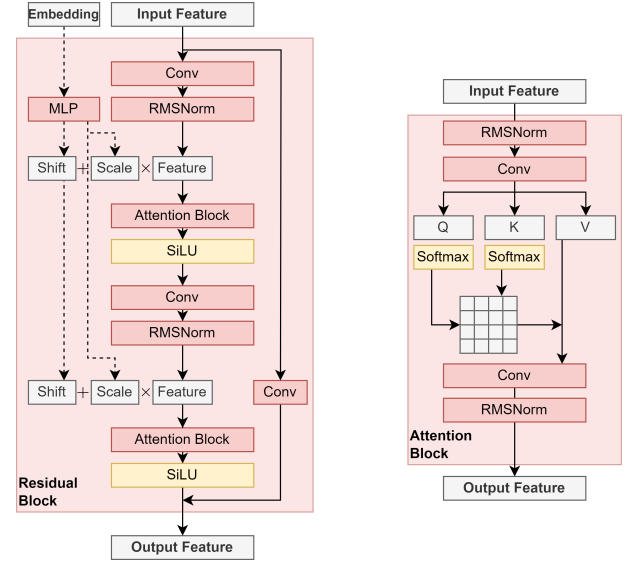 Embedding
Input Feature
Conv
MLP
RMSNorm
Shift + Scale × Feature
Attention Block
SiLU
Conv
RMSNorm
Shift + Scale × Feature
Conv
Attention Block
SiLU
Residual
Block
Output Feature
Input Feature
RMSNorm
Conv
Q
K
V
Softmax
Softmax
Conv
RMSNorm
Attention
Block
Output Feature